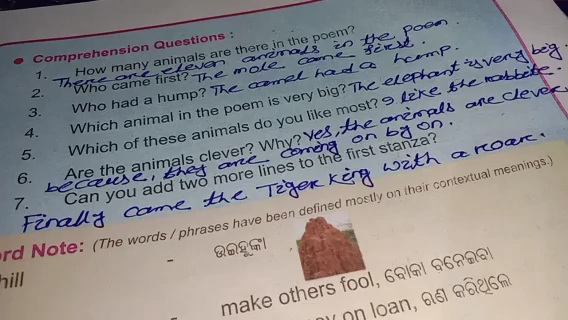 • Comprehension Questions :
1. How many animals are there in the poem?
There are eleven animals in the poem.
2. Who came first? The mole came first.
3. Who had a hump? The camel had a hump.
4. Which animal in the poem is very big? The elephant is very big.
5. Which of these animals do you like most? I like the rabbite.
6. Are the animals clever? Why? Yes, the animals are clever
because, they are coming on by on.
7. Can you add two more lines to the first stanza?
Finally came the Tiger king with a roar.
rd Note: (The words / phrases have been defined mostly on their contextual meanings.)
hill - ଉଇହୁଙ୍କା
make others fool, ବୋକା ବନେଇବା
on loan, ଋଣ କରିଥିଲେ